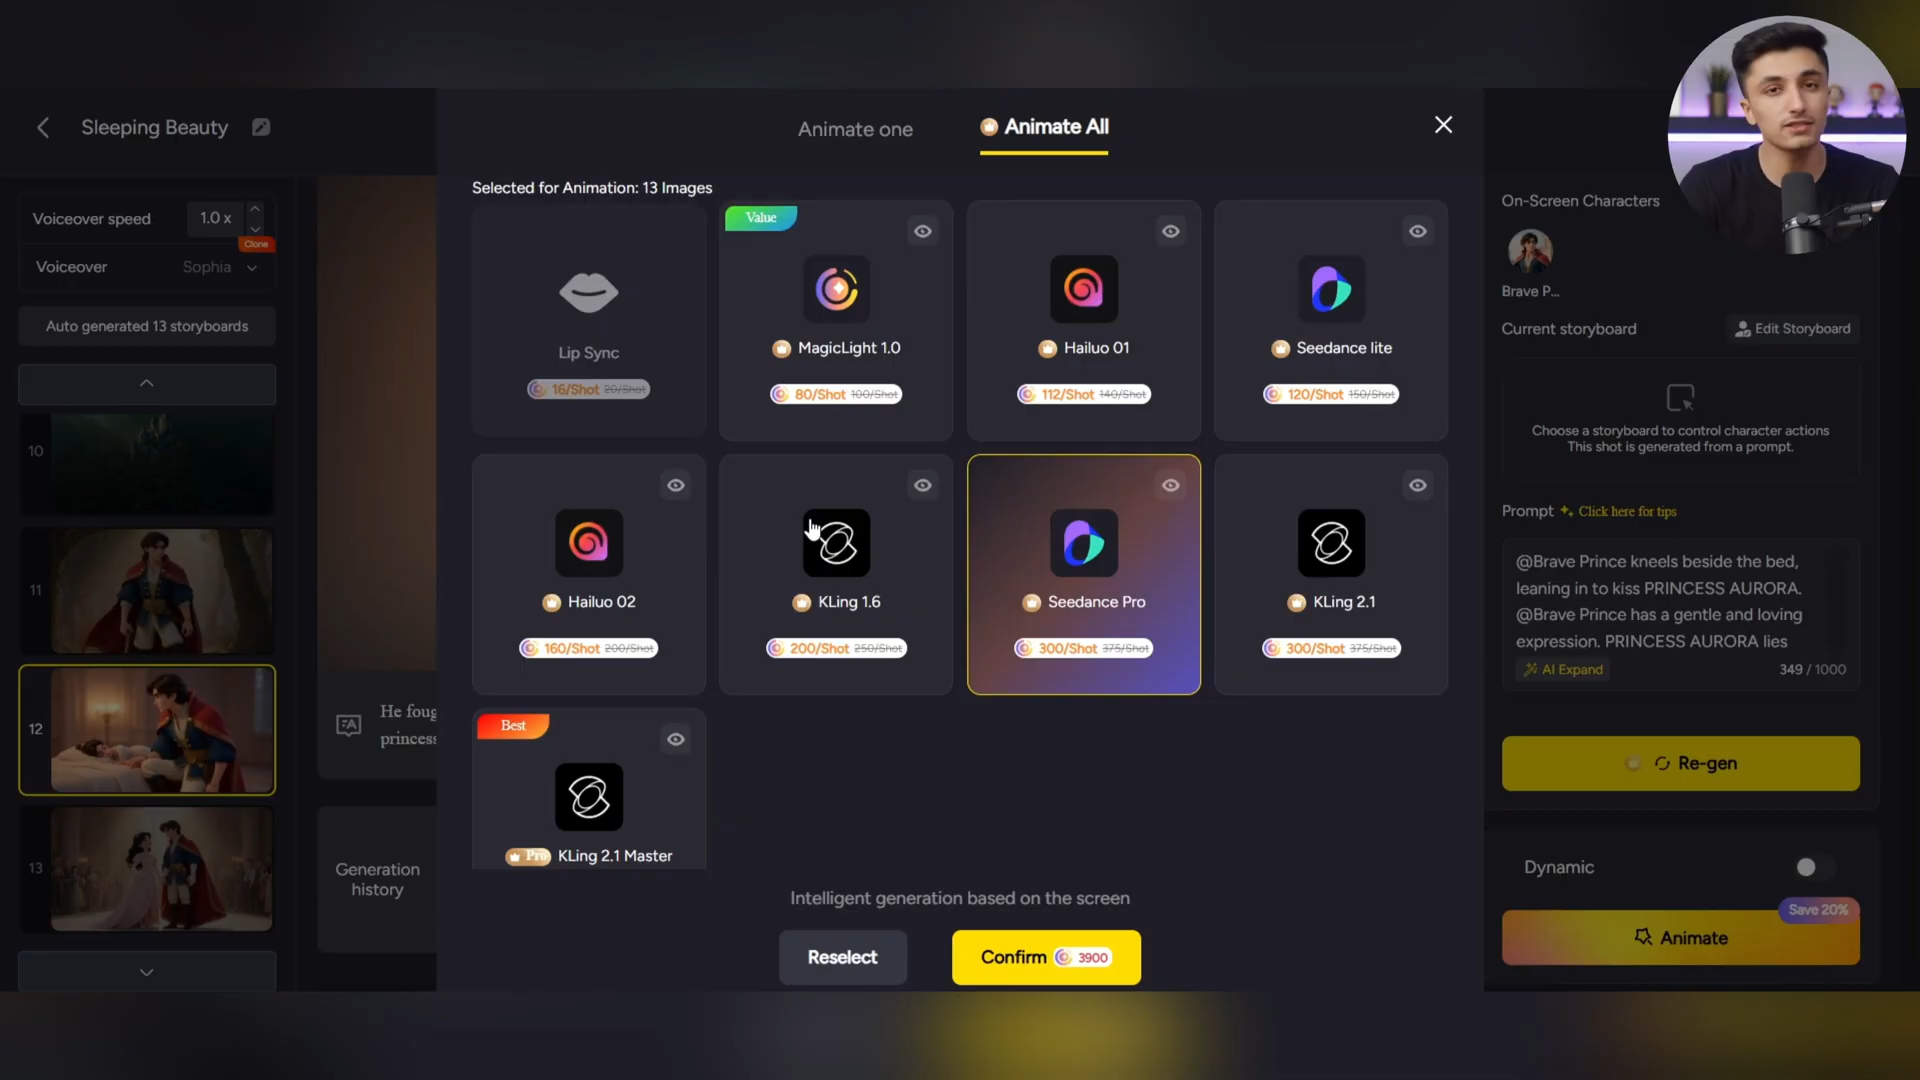 Sleeping Beauty
Voiceover speed
1.0 x
Clone
Voiceover
Sophia
Auto generated 13 storyboards
10
11
12
13
He foug
princess
Generation
history
Animate one
Animate All
Selected for Animation: 13 Images
Lip Sync
16/Shot 20/Shot
Value
MagicLight 1.0
80/Shot 100/Shot
Hailuo 01
112/Shot 140/Shot
Seedance lite
120/Shot 150/Shot
Hailuo 02
160/Shot 200/Shot
KLing 1.6
200/Shot 250/Shot
Seedance Pro
300/Shot 375/Shot
KLing 2.1
300/Shot 375/Shot
Best
Pro KLing 2.1 Master
Intelligent generation based on the screen
Reselect
Confirm 3900
On-Screen Characters
Brave P...
Current storyboard
Edit Storyboard
Choose a storyboard to control character actions
This shot is generated from a prompt.
Prompt Click here for tips
@Brave Prince kneels beside the bed,
leaning in to kiss PRINCESS AURORA.
@Brave Prince has a gentle and loving
expression. PRINCESS AURORA lies
AI Expand
349 / 1000
Re-gen
Dynamic
Save 20%
Animate